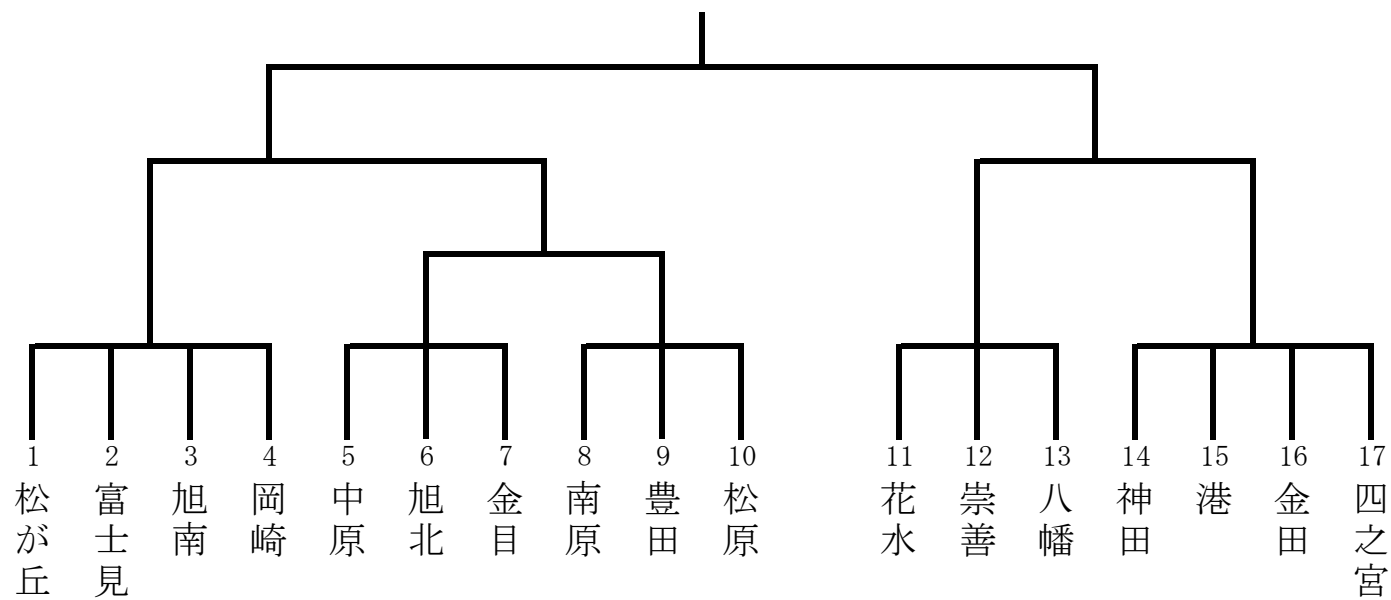 1
松が丘
2
富士見
3
旭南
4
岡崎
5
中原
6
旭北
7
金目
8
南原
9
豊田
10
松原
11
花水
12
崇善
13
八幡
14
神田
15
港
16
金田
17
四之宮